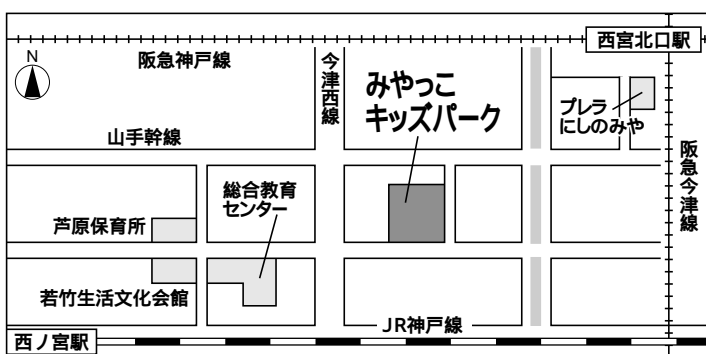 西宮北口駅
N
阪急神戸線
今津西線
みやっこ
キッズパーク
プレラ
にしのみや
山手幹線
阪急今津線
総合教育
センター
芦原保育所
若竹生活文化会館
JR神戸線
西ノ宮駅